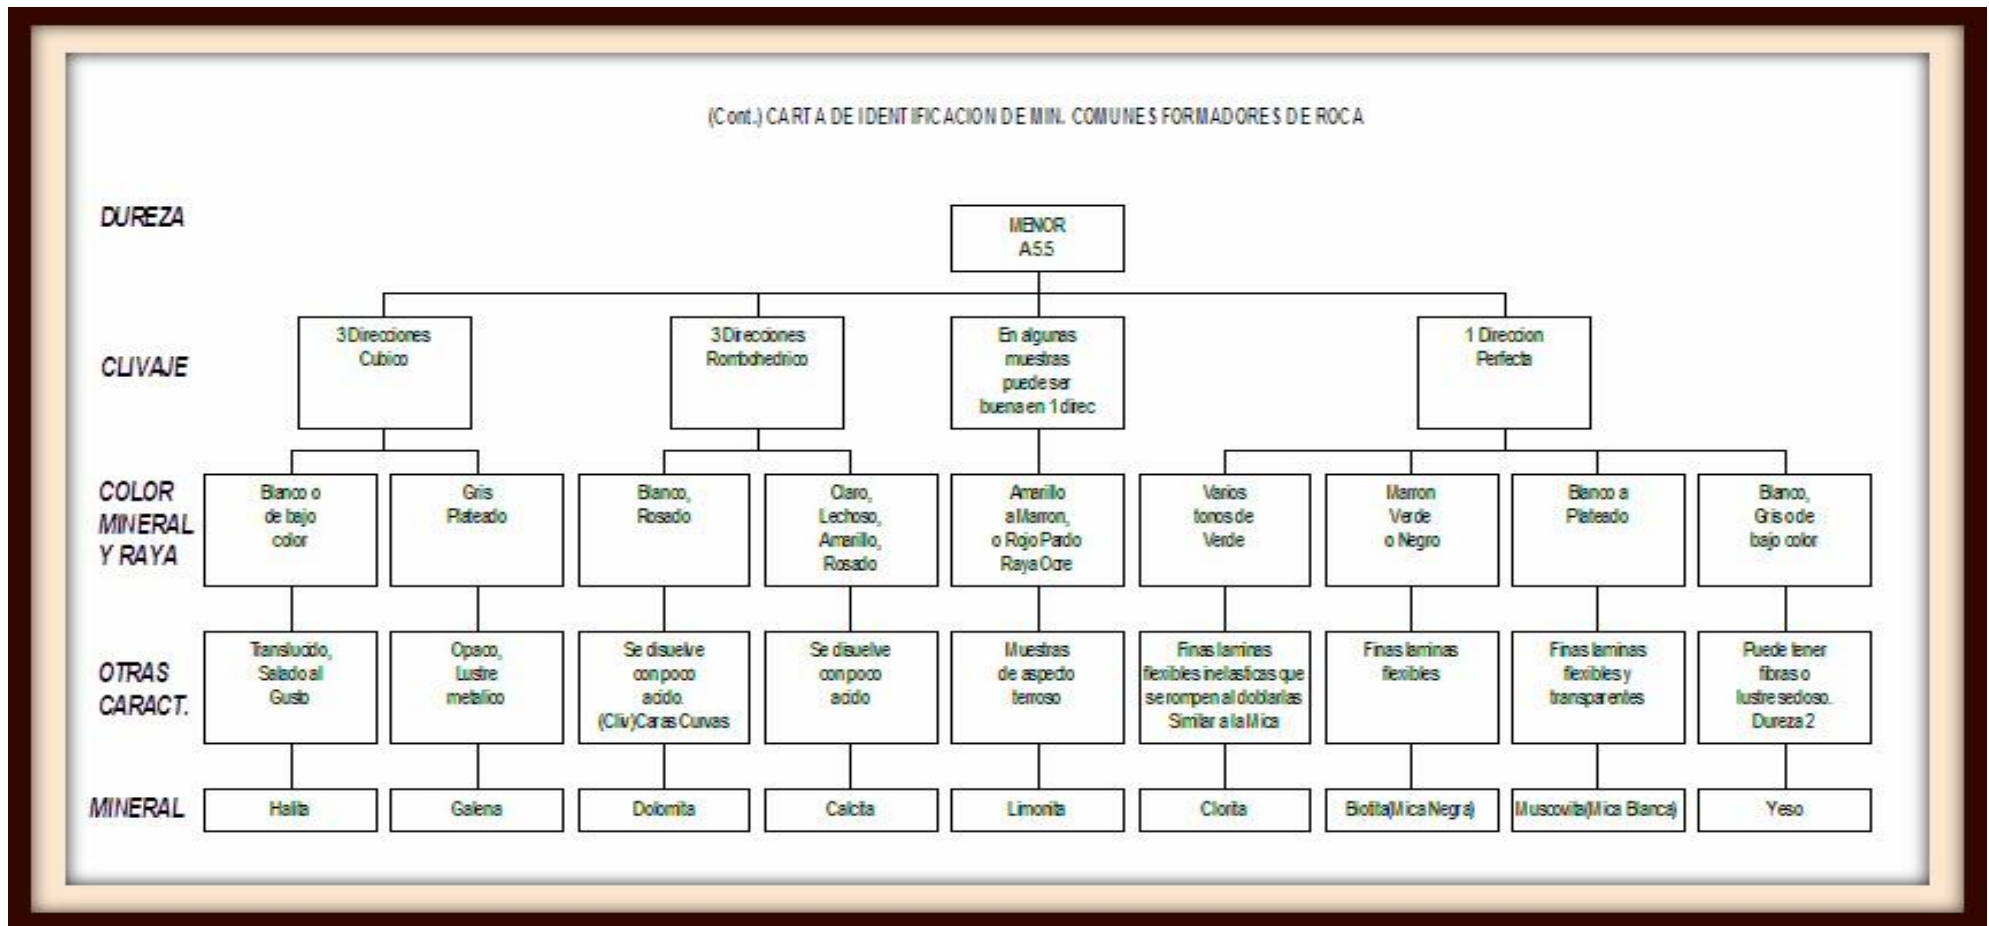 (Cont.) CARTA DE IDENTIFICACION DE MIN. COMUNES FORMADORES DE ROCA
DUREZA
MENOR
A 5.5
CLIVAJE
3 Direcciones
Cubico
3 Direcciones
Rombohedrico
En algunas
muestras
puede ser
buena en 1 direc
1 Direccion
Perfecta
COLOR
MINERAL
Y RAYA
Blanco o
de bajo
color
Gris
Plateado
Blanco,
Rosado
Claro,
Lechoso,
Amarillo,
Rosado
Amarillo
a Marron,
o Rojo Pardo
Raya Ocre
Varios
tonos de
Verde
Marron
Verde
o Negro
Blanco a
Plateado
Blanco,
Gris o de
bajo color
OTRAS
CARACT.
Translucido,
Salado al
Gusto
Opaco,
Lustre
metalico
Se disuelve
con poco
acido.
(Cliv)Caras Curvas
Se disuelve
con poco
acido
Muestras
de aspecto
terroso
Finas laminas
flexibles inelasticas que
se rompen al doblarlas
Similar a la Mica
Finas laminas
flexibles
Finas laminas
flexibles y
transparentes
Puede tener
fibras o
lustre sedoso.
Dureza 2
MINERAL
Halita
Galena
Dolomita
Calcita
Limonita
Clorita
Biotita(Mica Negra)
Muscovita(Mica Blanca)
Yeso